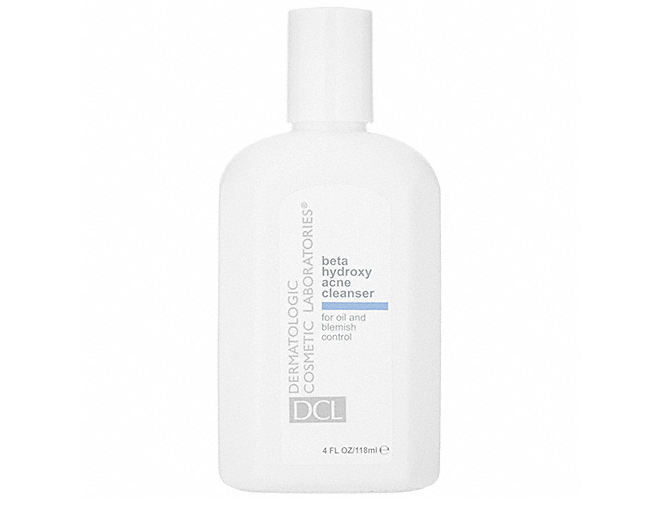 DERMATOLOGIC
COSMETIC LABORATORIES®
DCL
beta
hydroxy
acne
cleanser
for oil and
blemish
control
4 FL OZ/118ml ℮